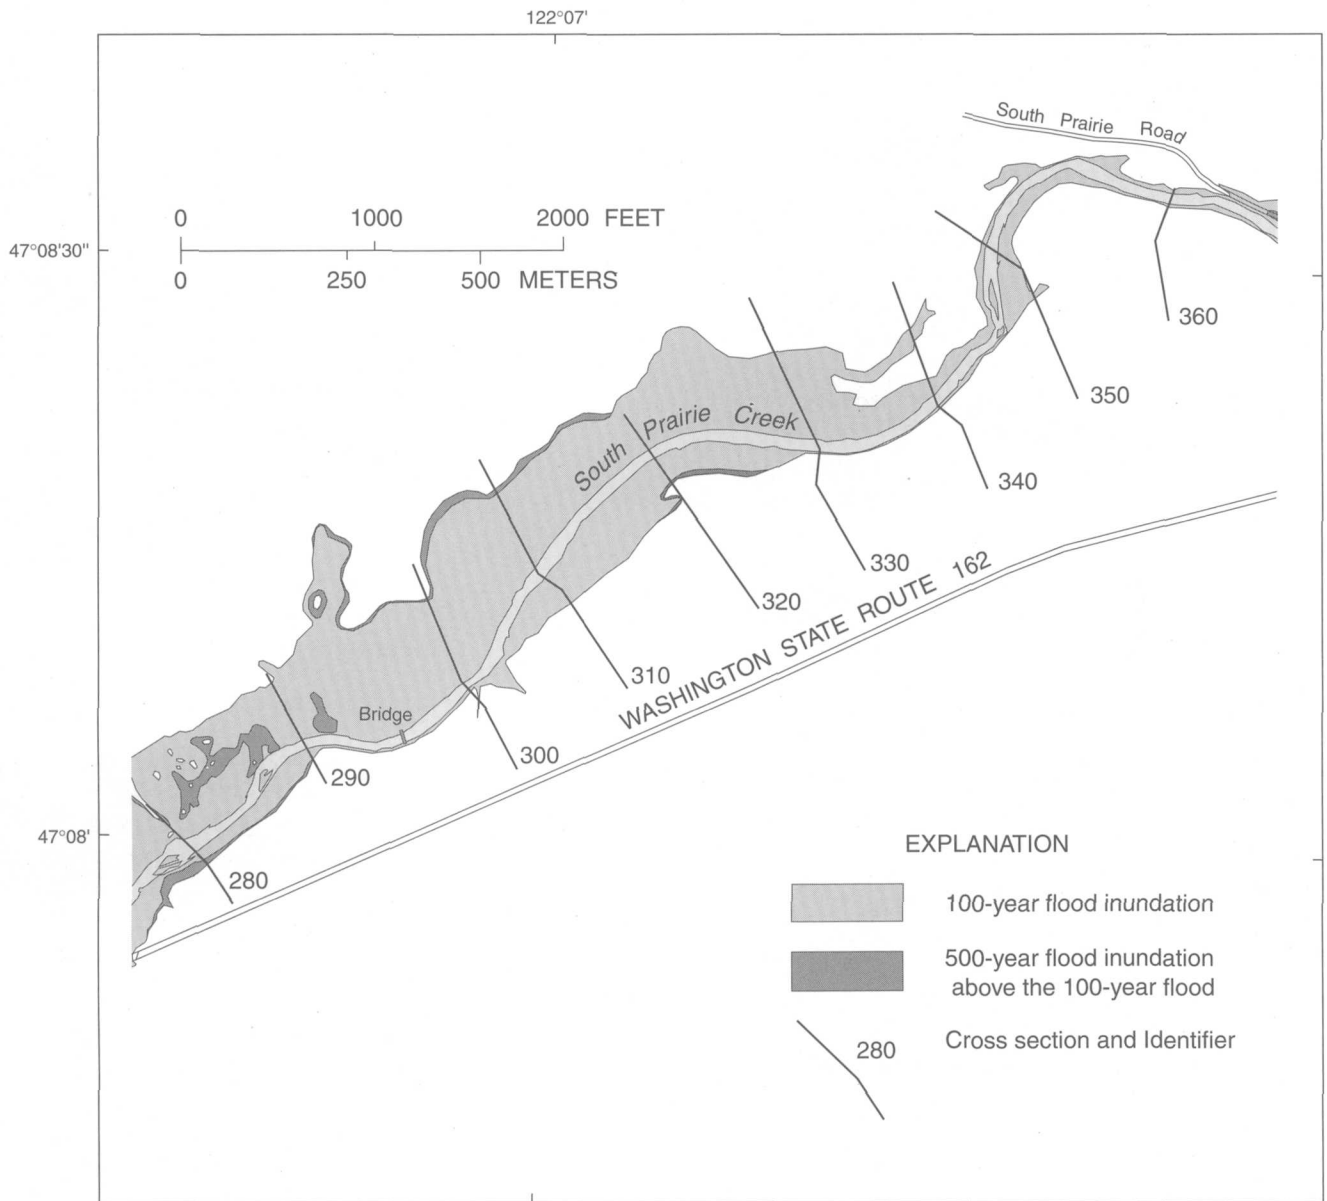 122°07'
South Prairie Road
0 1000 2000 FEET
47°08'30"
0 250 500 METERS
360
350
South Prairie Creek
340
330
320
WASHINGTON STATE ROUTE 162
310
Bridge
300
290
47°08'
280
EXPLANATION
100-year flood inundation
500-year flood inundation
above the 100-year flood
280 Cross section and Identifier